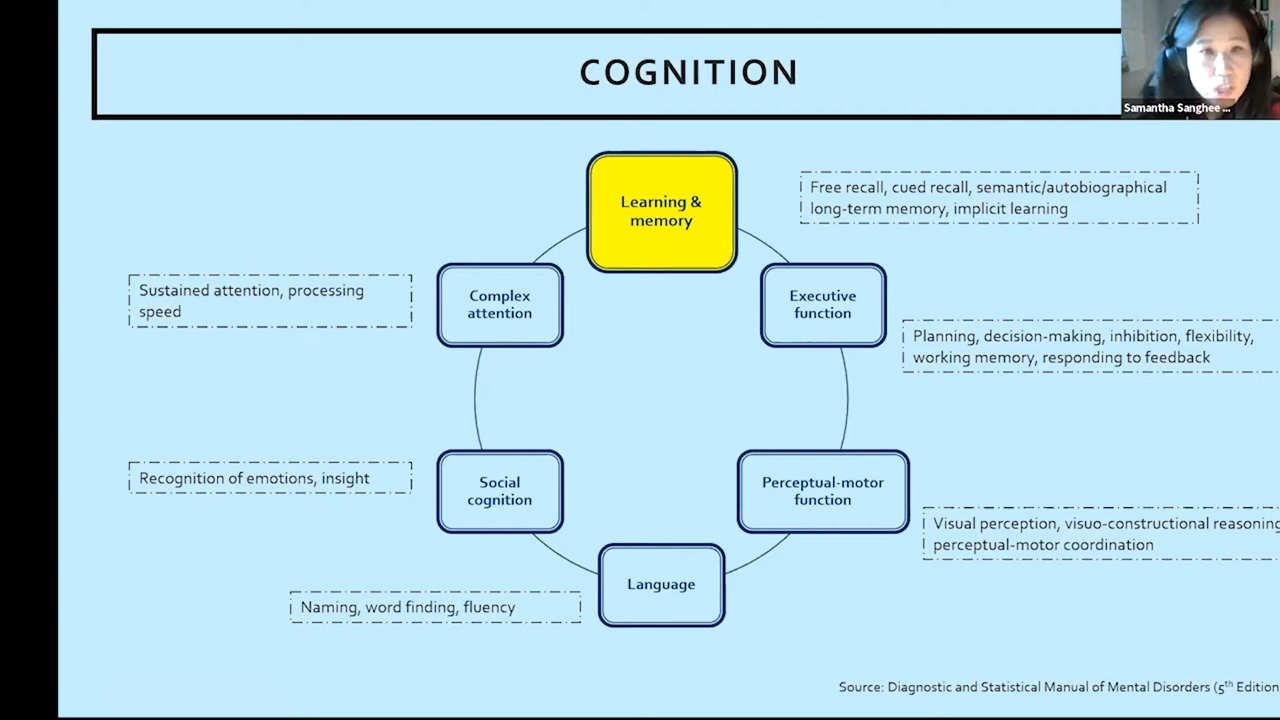 COGNITION
Samantha Sanghee ...
Learning &
memory
Free recall, cued recall, semantic/autobiographical
long-term memory, implicit learning
Complex
attention
Sustained attention, processing
speed
Executive
function
Planning, decision-making, inhibition, flexibility,
working memory, responding to feedback
Social
cognition
Recognition of emotions, insight
Perceptual-motor
function
Visual perception, visuo-constructional reasoning
perceptual-motor coordination
Language
Naming, word finding, fluency
Source: Diagnostic and Statistical Manual of Mental Disorders (5th Edition